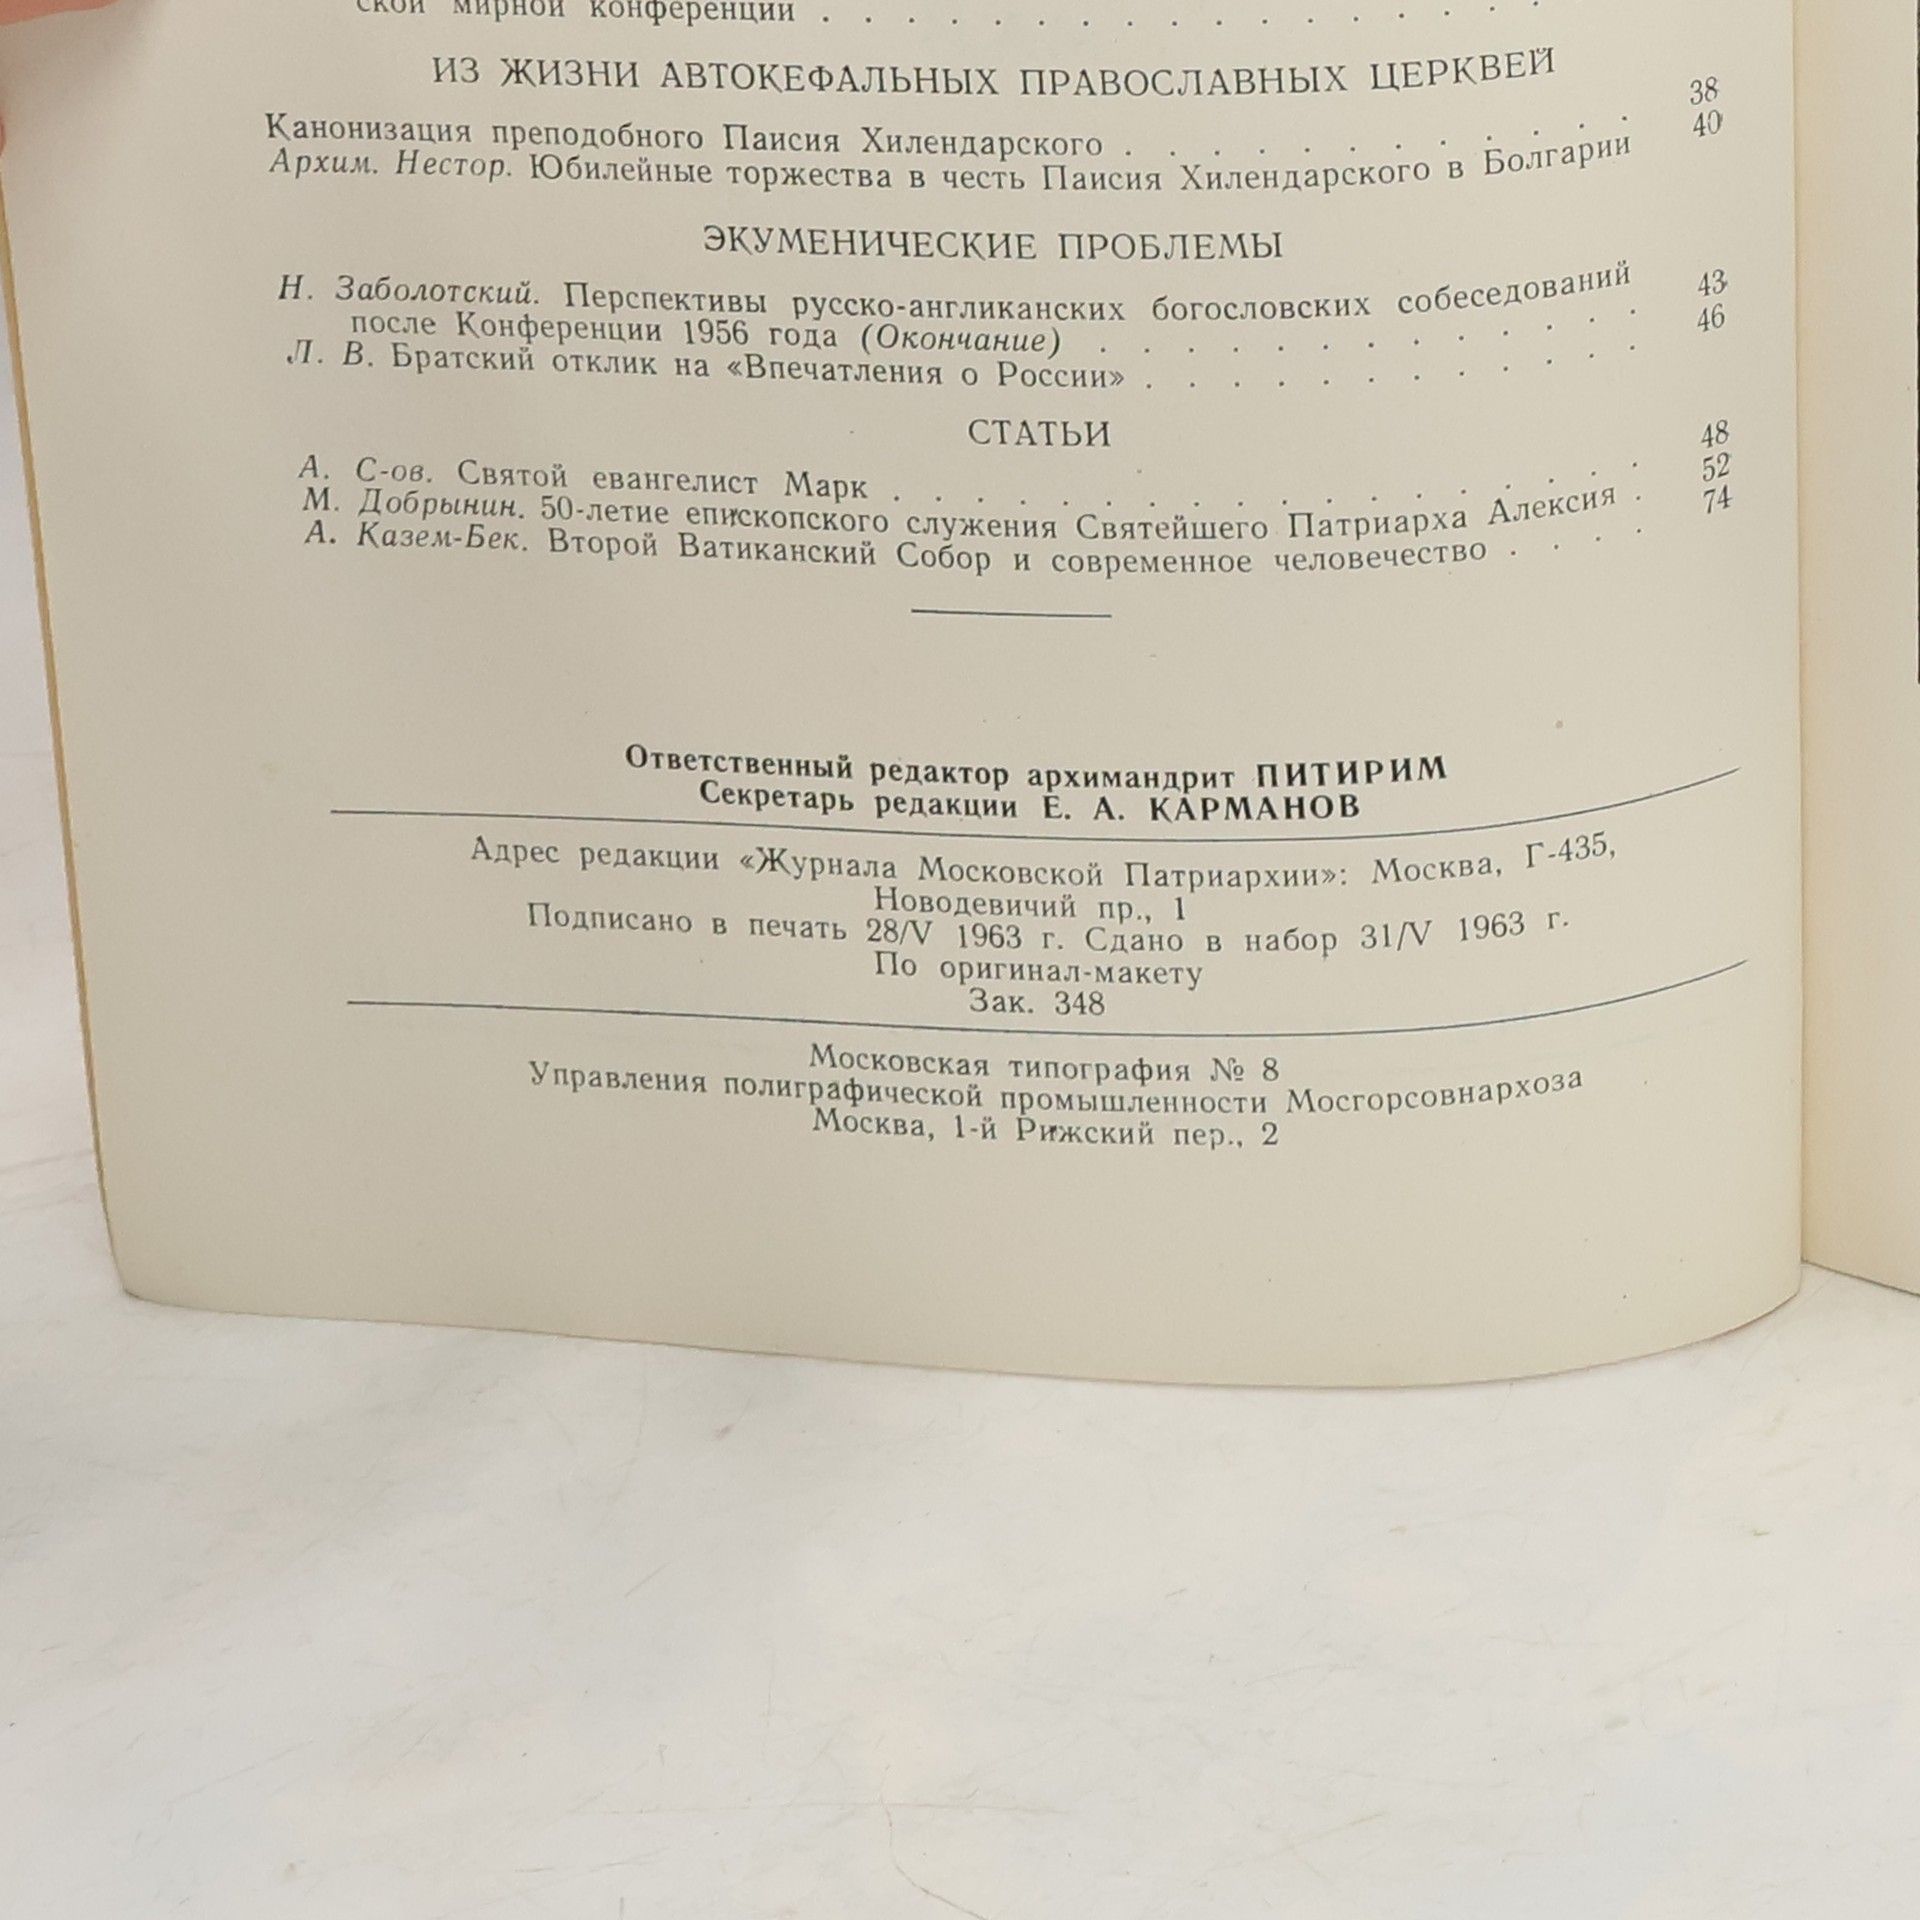 ской мирной конференции . . . . . . . . . . . . . . . . .
ИЗ ЖИЗНИ АВТОКЕФАЛЬНЫХ ПРАВОСЛАВНЫХ ЦЕРКВЕЙ
Канонизация преподобного Паисия Хилендарского . . . . . . . . . . . . 38
Архим. Нестор. Юбилейные торжества в честь Паисия Хилендарского в Болгарии 40
ЭКУМЕНИЧЕСКИЕ ПРОБЛЕМЫ
Н. Заболотский. Перспективы русско-англиканских богословских собеседований
после Конференции 1956 года (Окончание) . . . . . . . . . . . . . 43
Л. В. Братский отклик на «Впечатления о России» . . . . . . . . . . . . 46
СТАТЬИ
А. С-ов. Святой евангелист Марк . . . . . . . . . . . . . . . . . . 48
М. Добрынин. 50-летие епископского служения Святейшего Патриарха Алексия . 52
А. Казем-Бек. Второй Ватиканский Собор и современное человечество . . . . 74
Ответственный редактор архимандрит ПИТИРИМ
Секретарь редакции Е. А. КАРМАНОВ
Адрес редакции «Журнала Московской Патриархии»: Москва, Г-435,
Новодевичий пр., 1
Подписано в печать 28/V 1963 г. Сдано в набор 31/V 1963 г.
По оригинал-макету
Зак. 348
Московская типография № 8
Управления полиграфической промышленности Мосгорсовнархоза
Москва, 1-й Рижский пер., 2